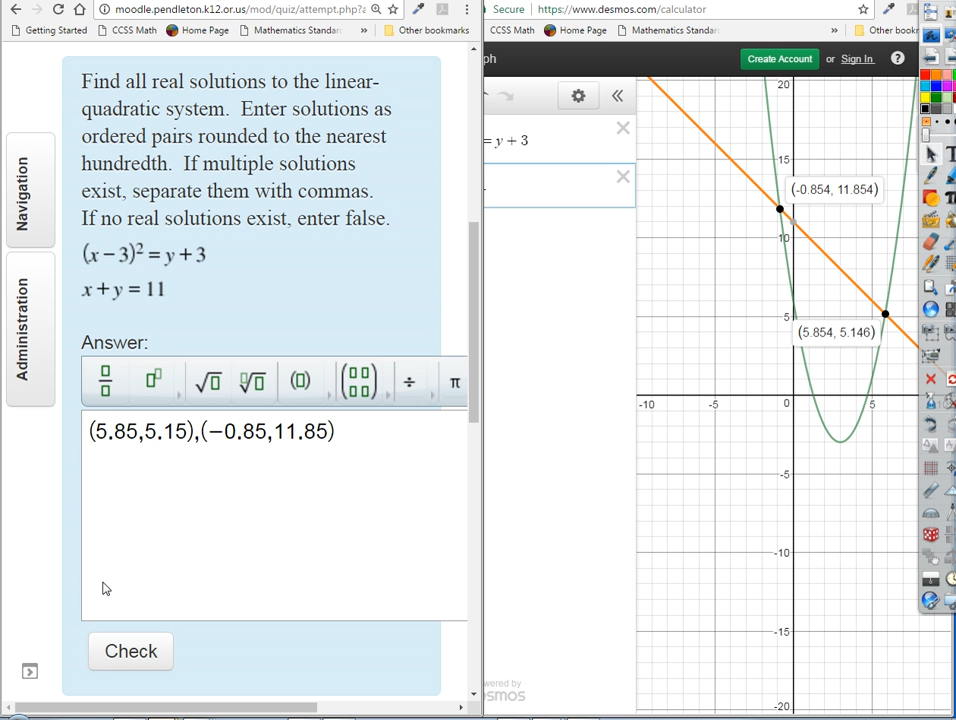 moodle.pendleton.k12.or.us/mod/quiz/attempt.php?a
Secure | https://www.desmos.com/calculator
Getting Started CCSS Math Home Page Mathematics Standar » Other bookmarks
CCSS Math Home Page Mathematics Standar » Other book
Navigation
Administration
Find all real solutions to the linear-
quadratic system. Enter solutions as
ordered pairs rounded to the nearest
hundredth. If multiple solutions
exist, separate them with commas.
If no real solutions exist, enter false.
(x − 3)² = y + 3
x + y = 11
Answer:
÷ π
(5.85,5.15),(−0.85,11.85)
Check
ph
Create Account or Sign In ?
= y + 3
20
15
(-0.854, 11.854)
10
5
(5.854, 5.146)
-10 -5 0 5
-5
-10
-15
-20
wered by
esmos